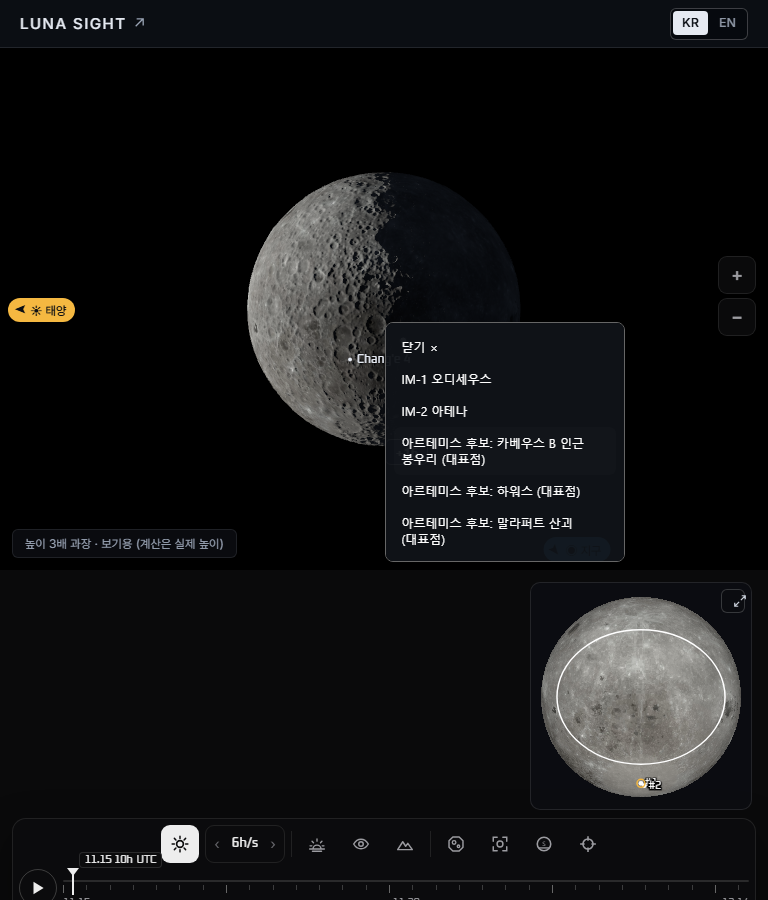 LUNA SIGHT ↗
KR EN
☀ 태양
+
−
• Chan
닫기 ×
IM-1 오디세우스
IM-2 아테나
아르테미스 후보: 카베우스 B 인근
봉우리 (대표점)
아르테미스 후보: 하워스 (대표점)
아르테미스 후보: 말라퍼트 산괴
(대표점)
높이 3배 과장 · 보기용 (계산은 실제 높이)
#2
‹ 6h/s ›
11.15 10h UTC